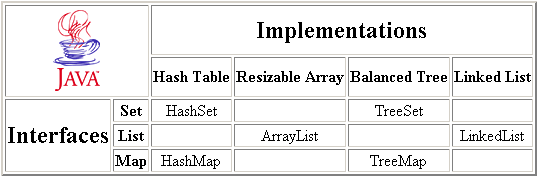 Implementations
JAVA
Hash Table Resizable Array Balanced Tree Linked List
Interfaces
Set HashSet TreeSet
List ArrayList LinkedList
Map HashMap TreeMap